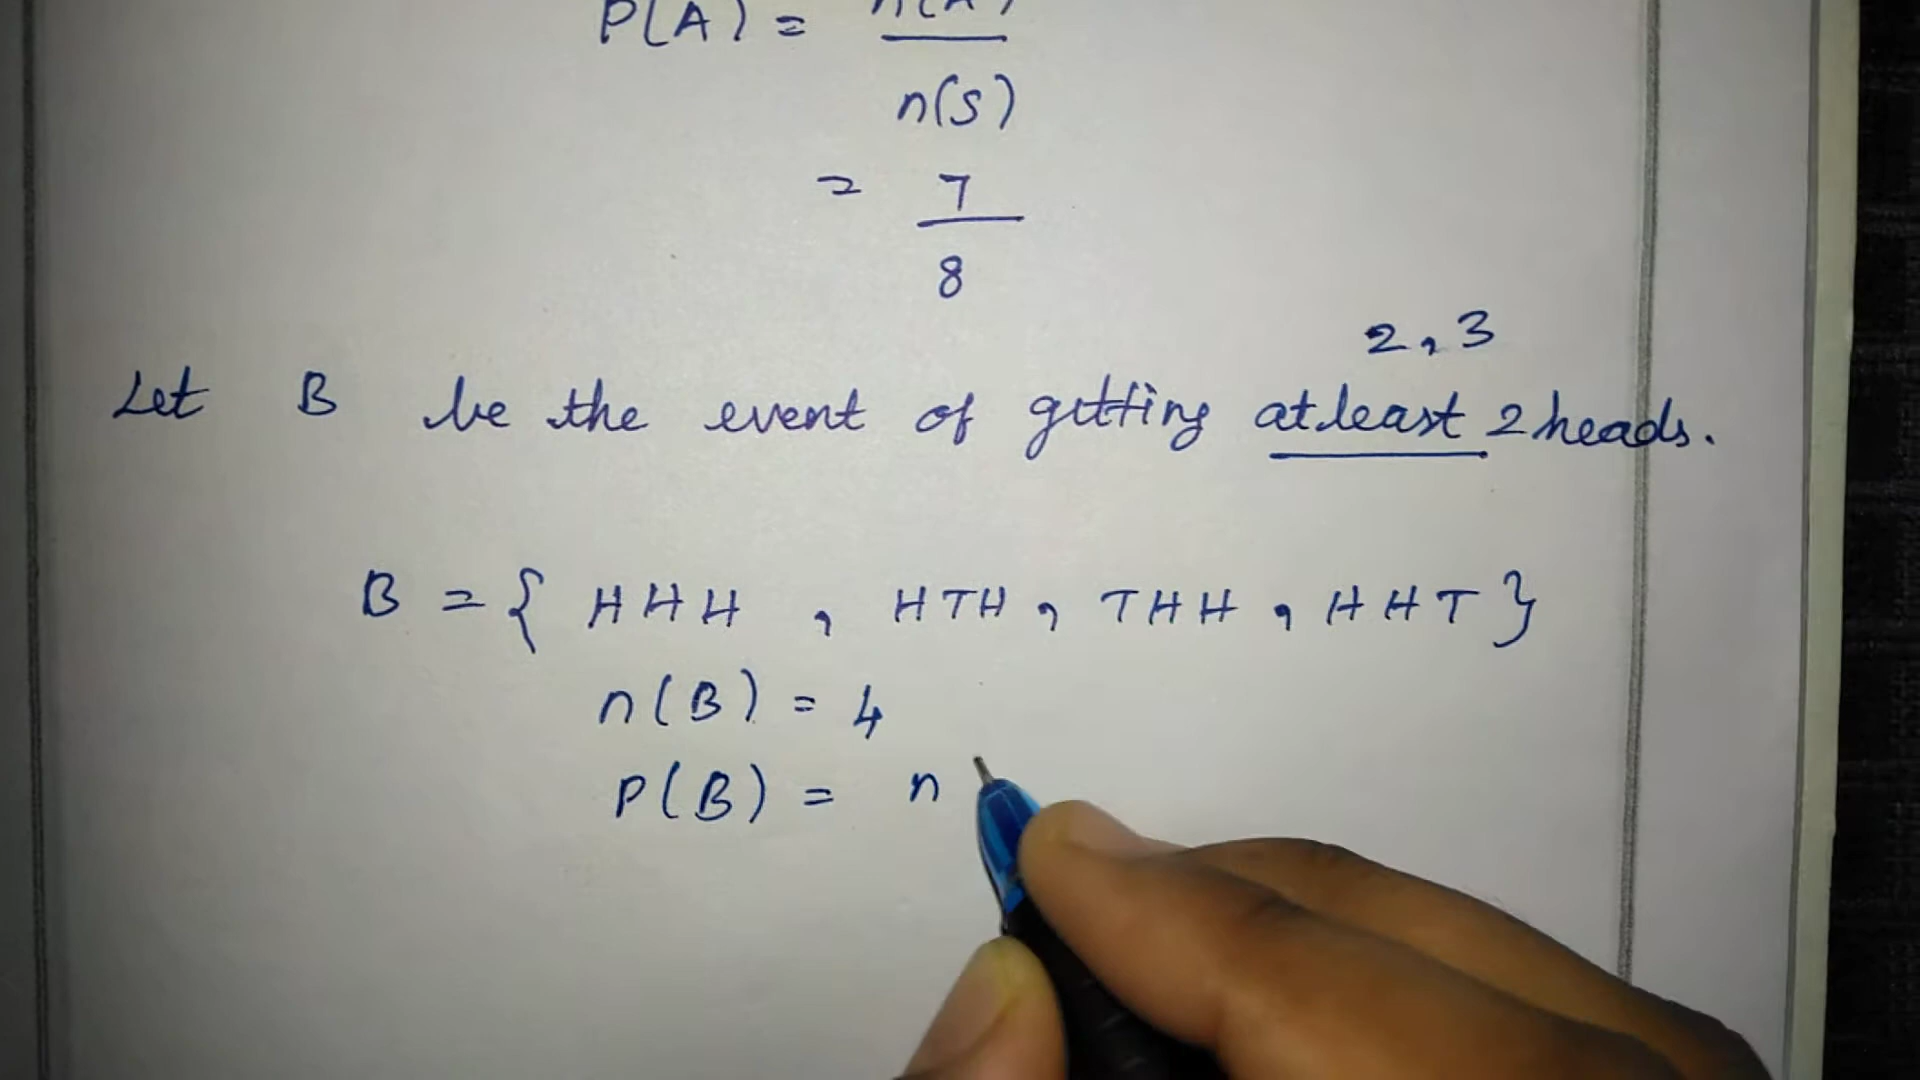 P(A) = n(A)
n(S)
= 7
8
2,3
Let B be the event of getting atleast 2 heads.
B = { HHH , HTH , THH , HHT }
n(B) = 4
P(B) = n